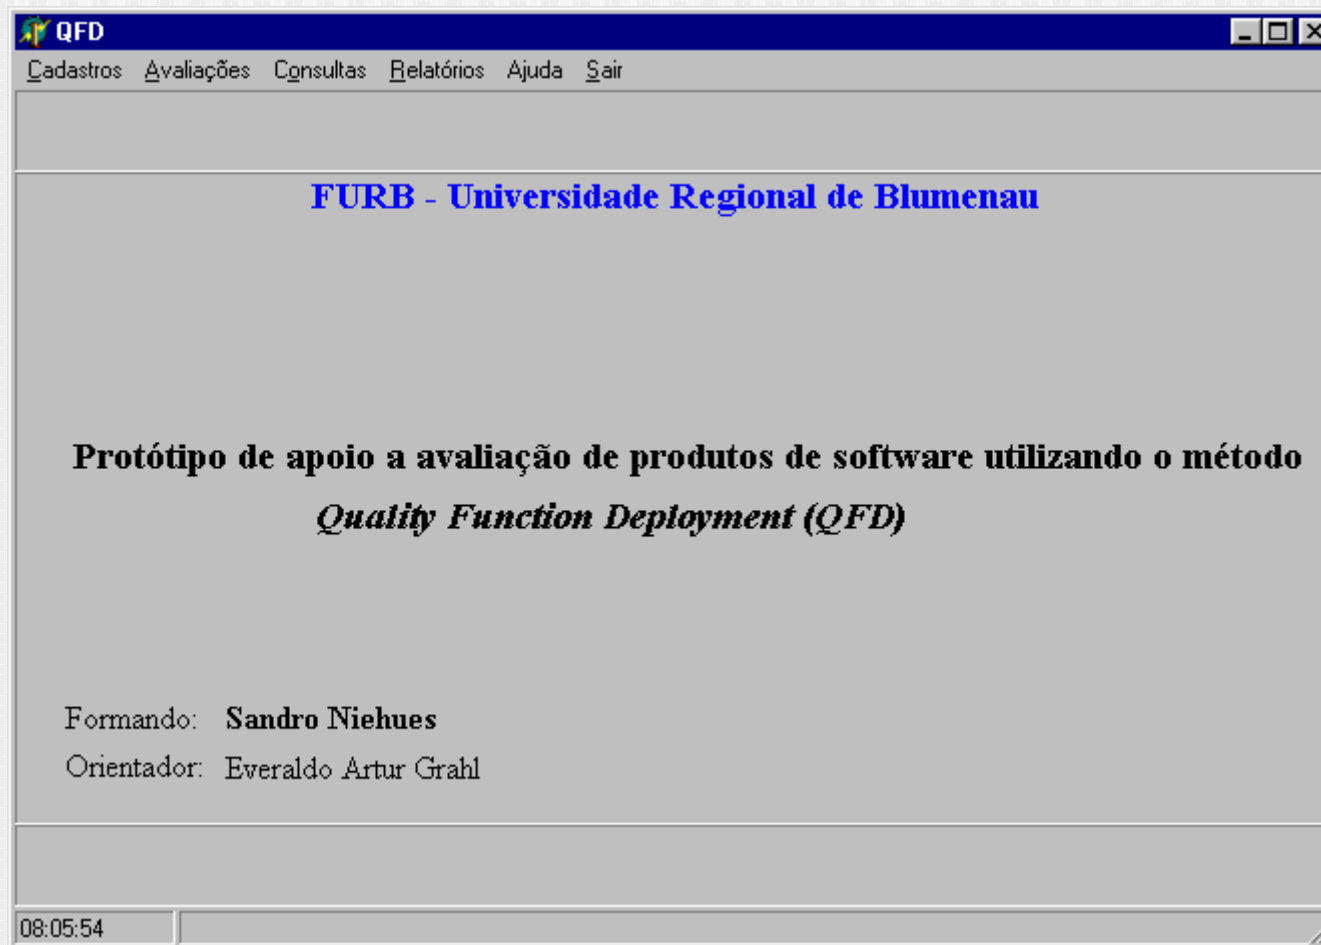 QFD
Cadastros Avaliações Consultas Relatórios Ajuda Sair
FURB - Universidade Regional de Blumenau
Protótipo de apoio a avaliação de produtos de software utilizando o método
Quality Function Deployment (QFD)
Formando: Sandro Niehues
Orientador: Everaldo Artur Grahl
08:05:54